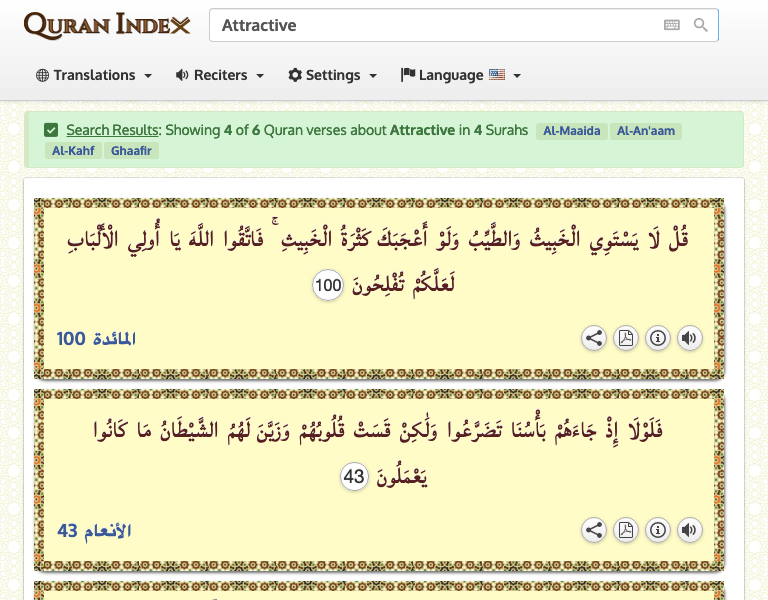 QURAN INDEX
Attractive
Translations Reciters Settings Language
Search Results: Showing 4 of 6 Quran verses about Attractive in 4 Surahs Al-Maaida Al-An'aam
Al-Kahf Ghaafir
قُلْ لَا يَسْتَوِي الْخَبِيثُ وَالطَّيِّبُ وَلَوْ أَعْجَبَكَ كَثْرَةُ الْخَبِيثِ ۚ فَاتَّقُوا اللَّهَ يَا أُولِي الْأَلْبَابِ
لَعَلَّكُمْ تُفْلِحُونَ 100
المائدة 100
فَلَوْلَا إِذْ جَاءَهُمْ بَأْسُنَا تَضَرَّعُوا وَلَٰكِنْ قَسَتْ قُلُوبُهُمْ وَزَيَّنَ لَهُمُ الشَّيْطَانُ مَا كَانُوا
يَعْمَلُونَ 43
الأنعام 43